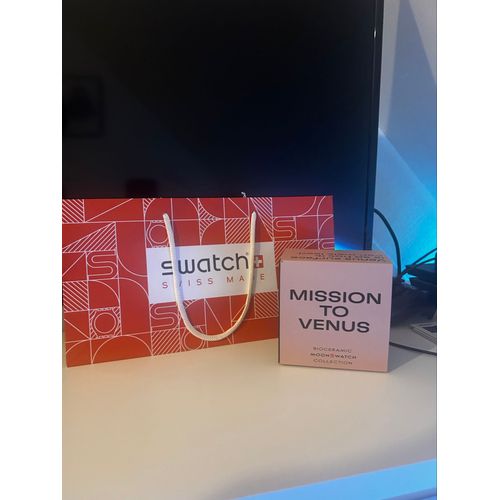 swatch
SWISS MADE
MISSION
TO
VENUS
BIOCERAMIC
MOONSWATCH
COLLECTION